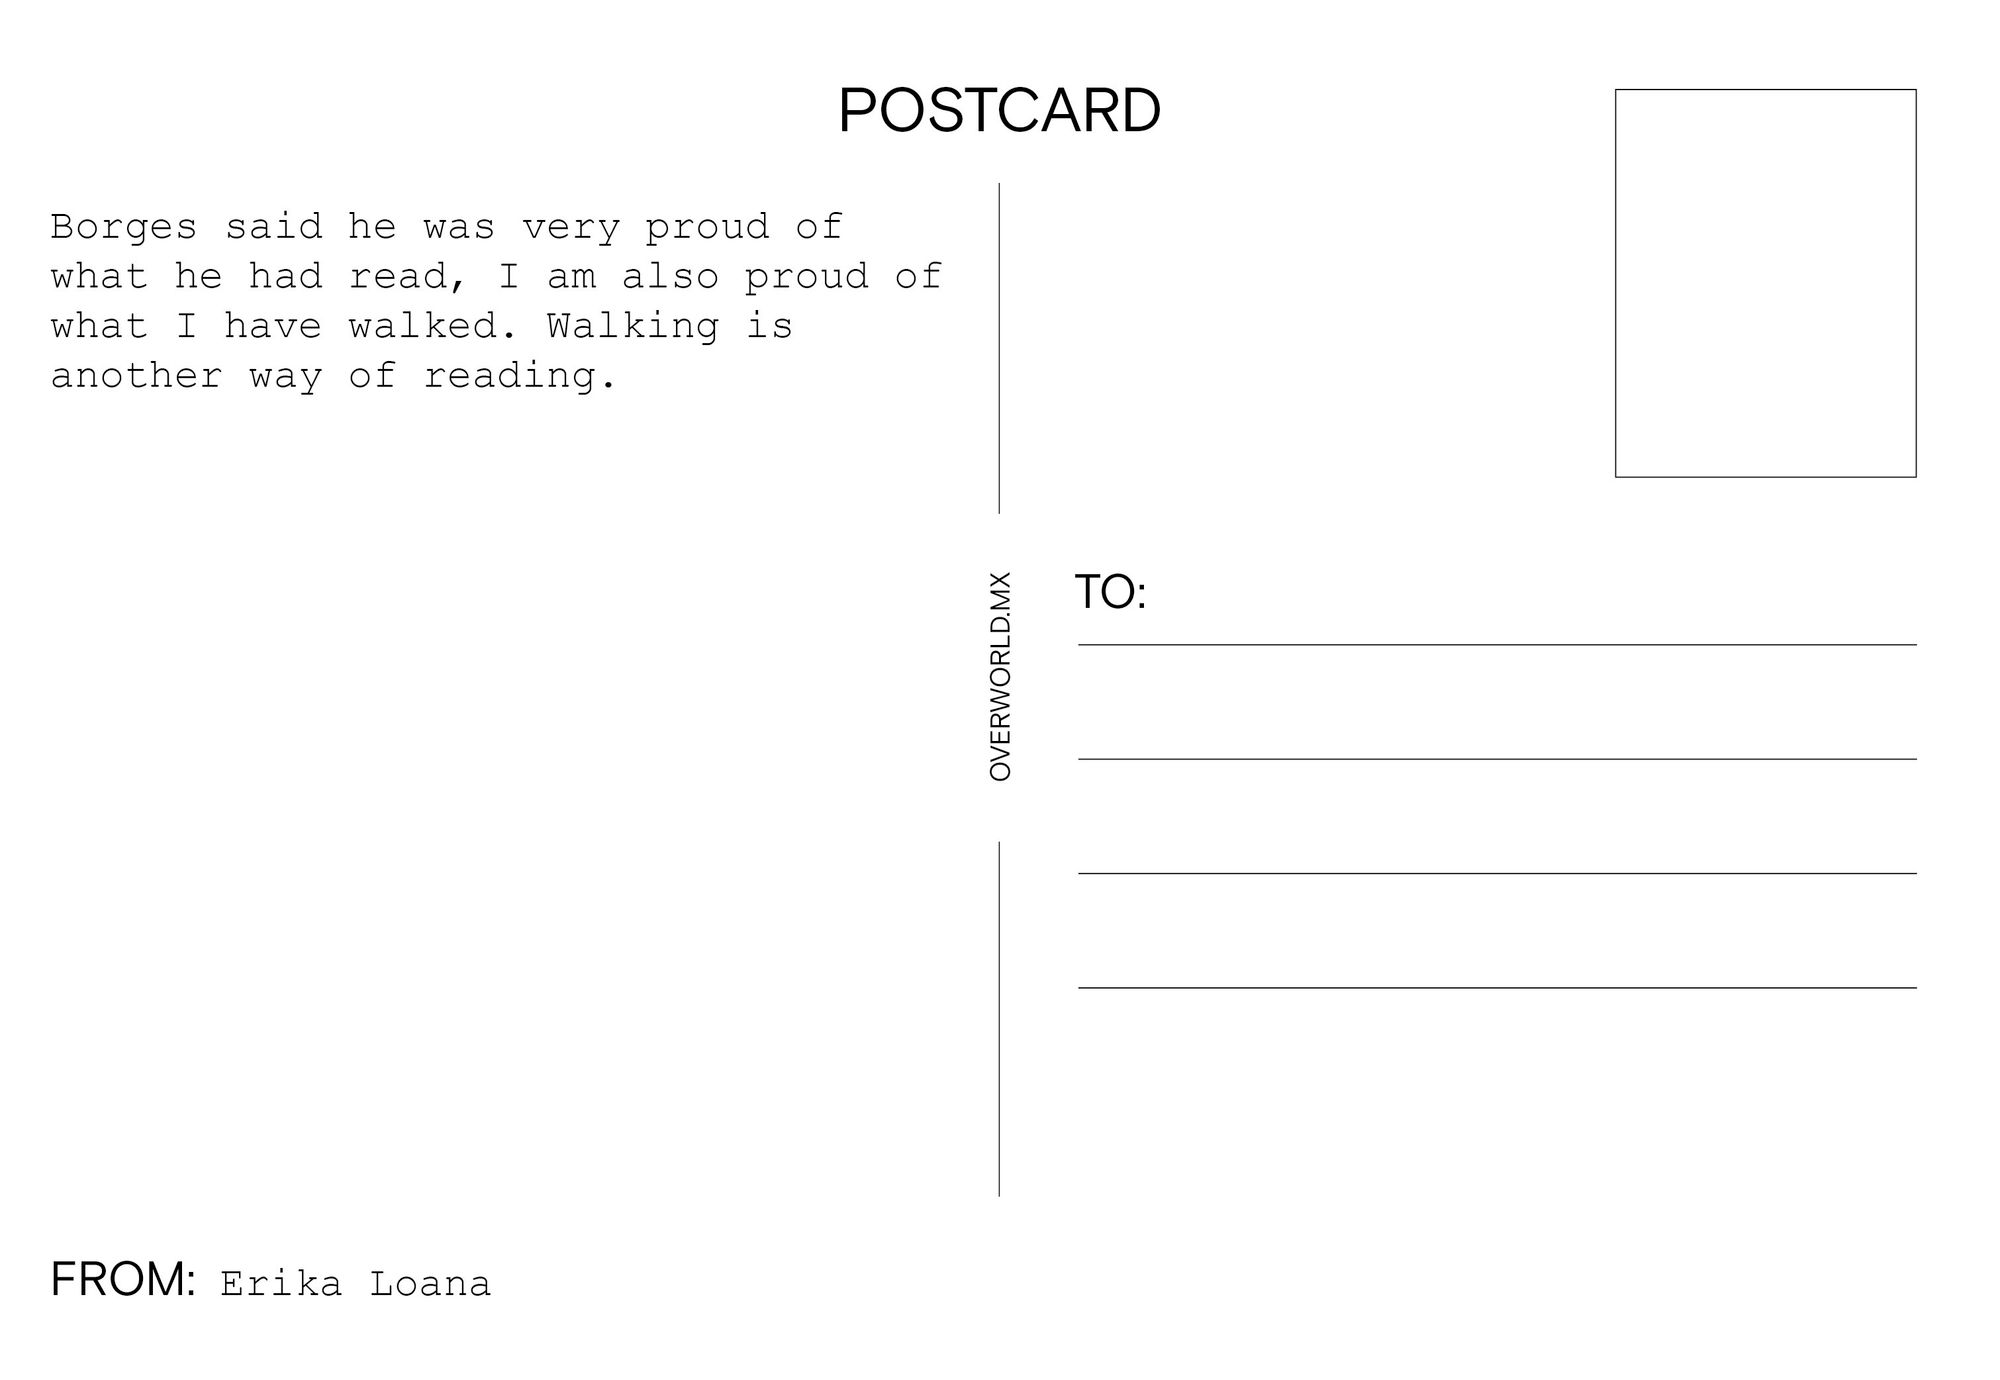 POSTCARD
Borges said he was very proud of
what he had read, I am also proud of
what I have walked. Walking is
another way of reading.
OVERWORLD.MX
TO:
FROM: Erika Loana